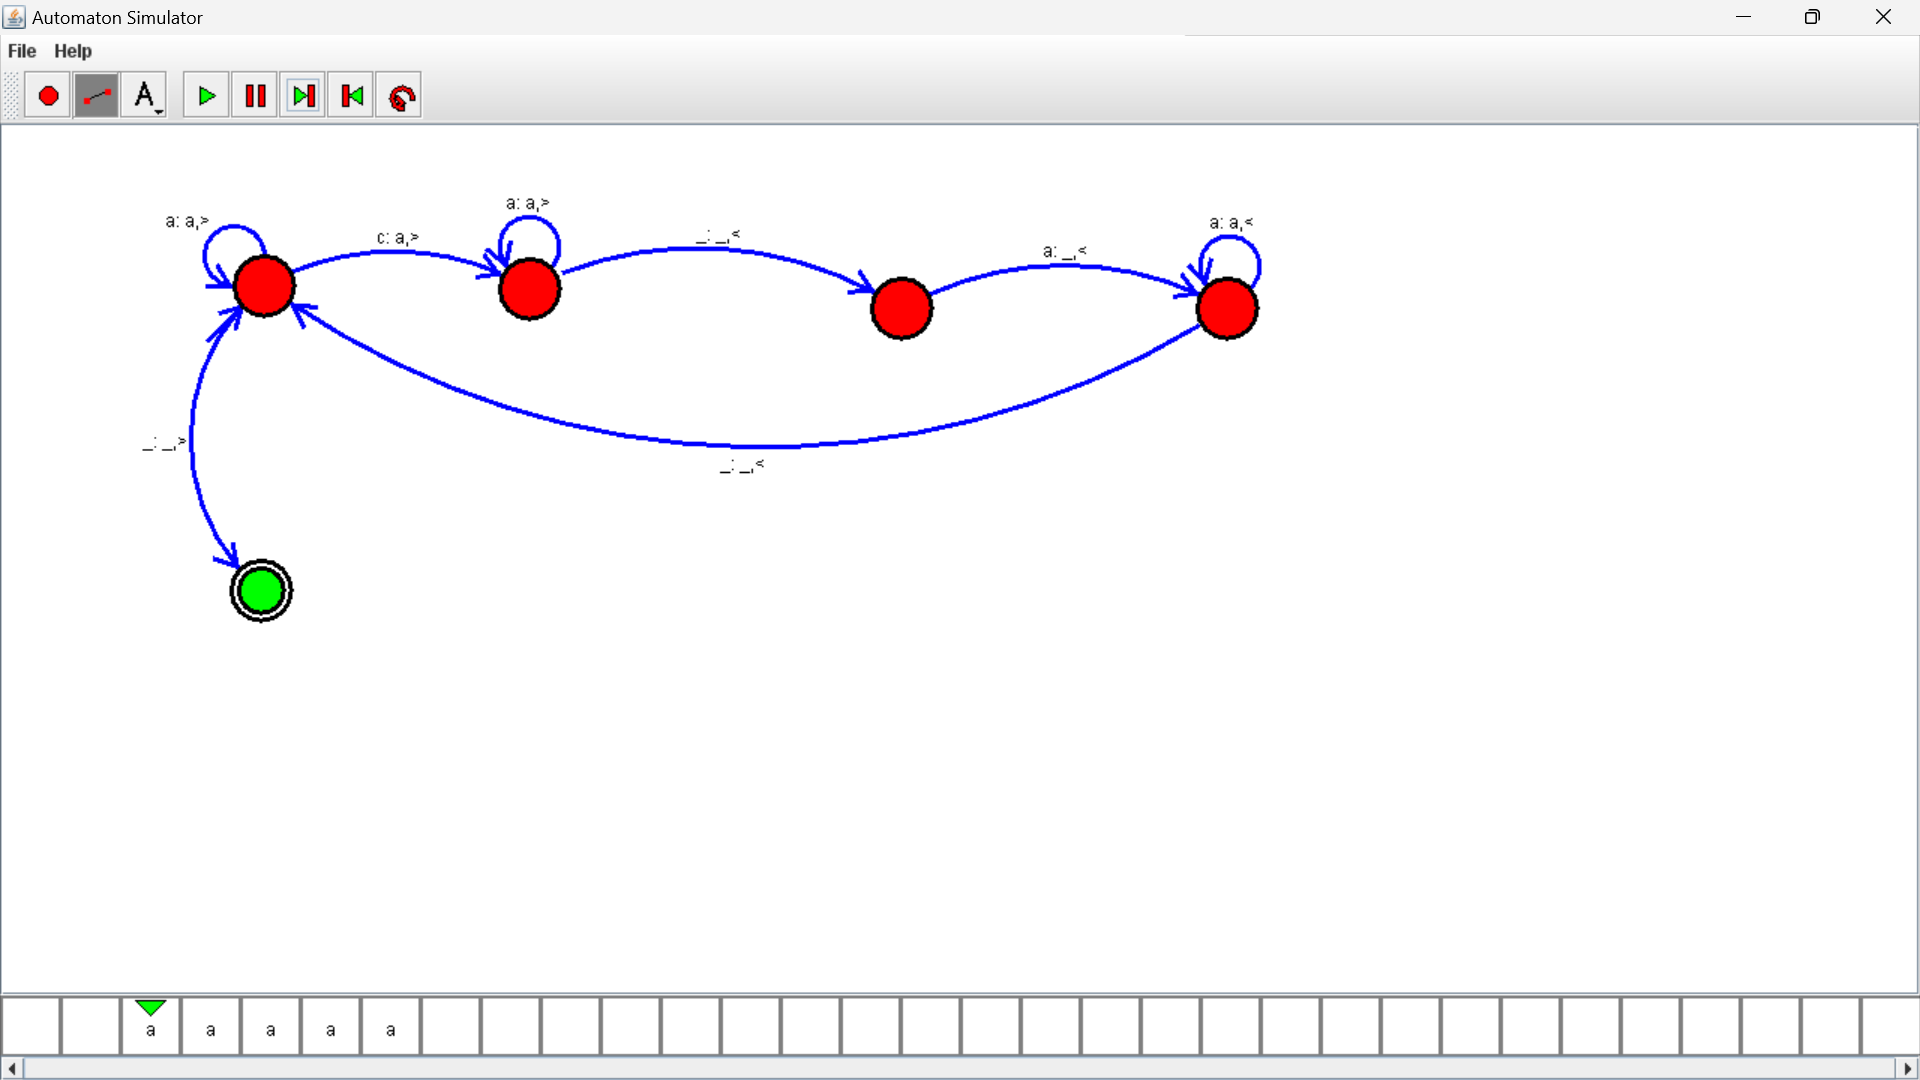 Automaton Simulator
File Help
A
a: a,>
a: a,>
a: a,<
c: a,>
_: _,<
a: _,<
_: _,>
_: _,<
a a a a a